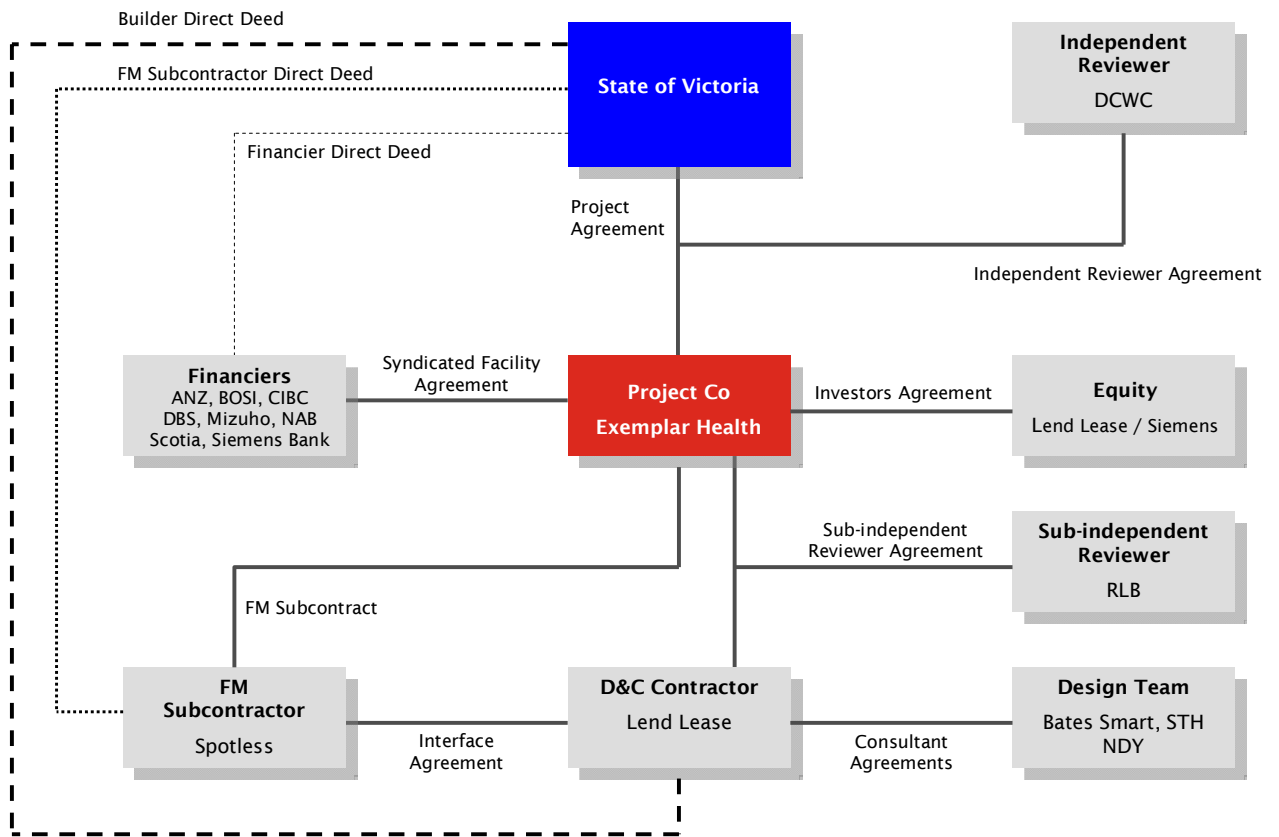 Builder Direct Deed
FM Subcontractor Direct Deed
Financier Direct Deed
State of Victoria
Independent
Reviewer
DCWC
Project
Agreement
Independent Reviewer Agreement
Financiers
ANZ, BOSI, CIBC
DBS, Mizuho, NAB
Scotia, Siemens Bank
Syndicated Facility
Agreement
Project Co
Exemplar Health
Investors Agreement
Equity
Lend Lease / Siemens
Sub-independent
Reviewer Agreement
Sub-independent
Reviewer
RLB
FM Subcontract
FM
Subcontractor
Spotless
Interface
Agreement
D&C Contractor
Lend Lease
Consultant
Agreements
Design Team
Bates Smart, STH
NDY